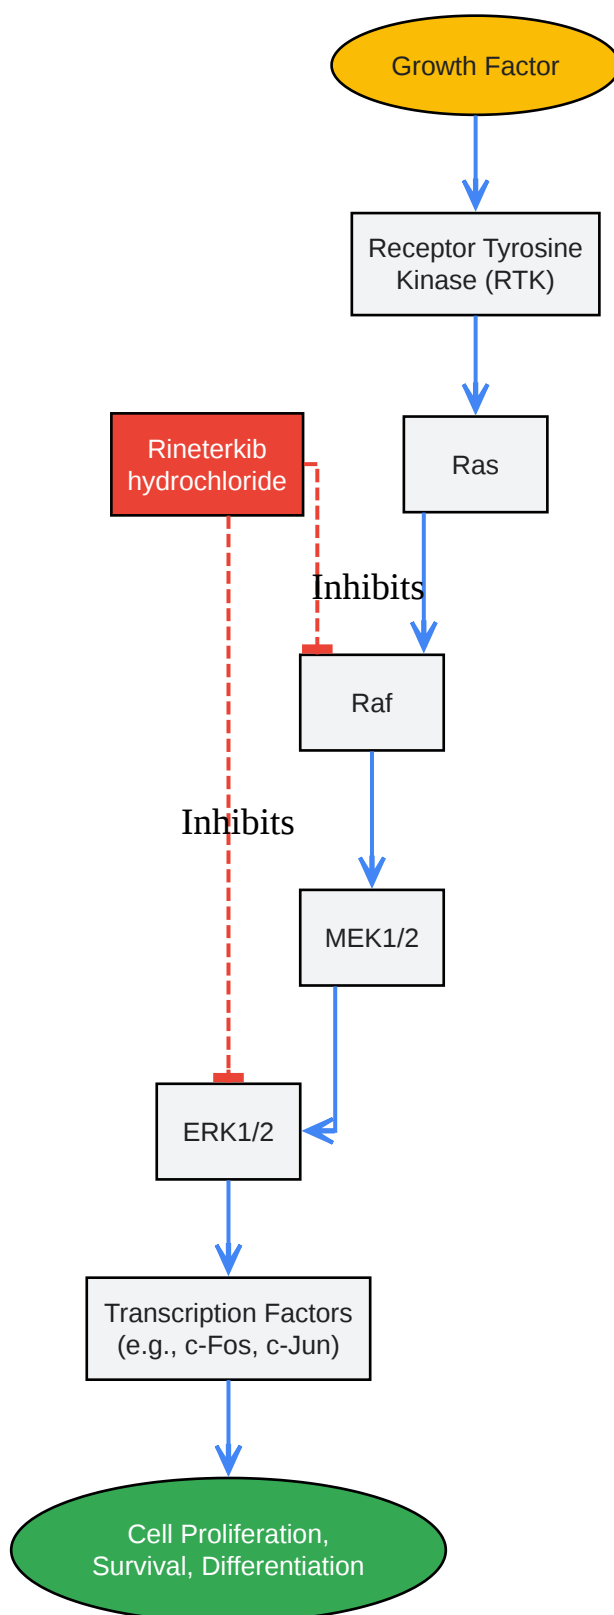 Growth Factor
Receptor Tyrosine
Kinase (RTK)
Rineterkib
hydrochloride
Ras
Inhibits
Raf
Inhibits
MEK1/2
ERK1/2
Transcription Factors
(e.g., c-Fos, c-Jun)
Cell Proliferation,
Survival, Differentiation